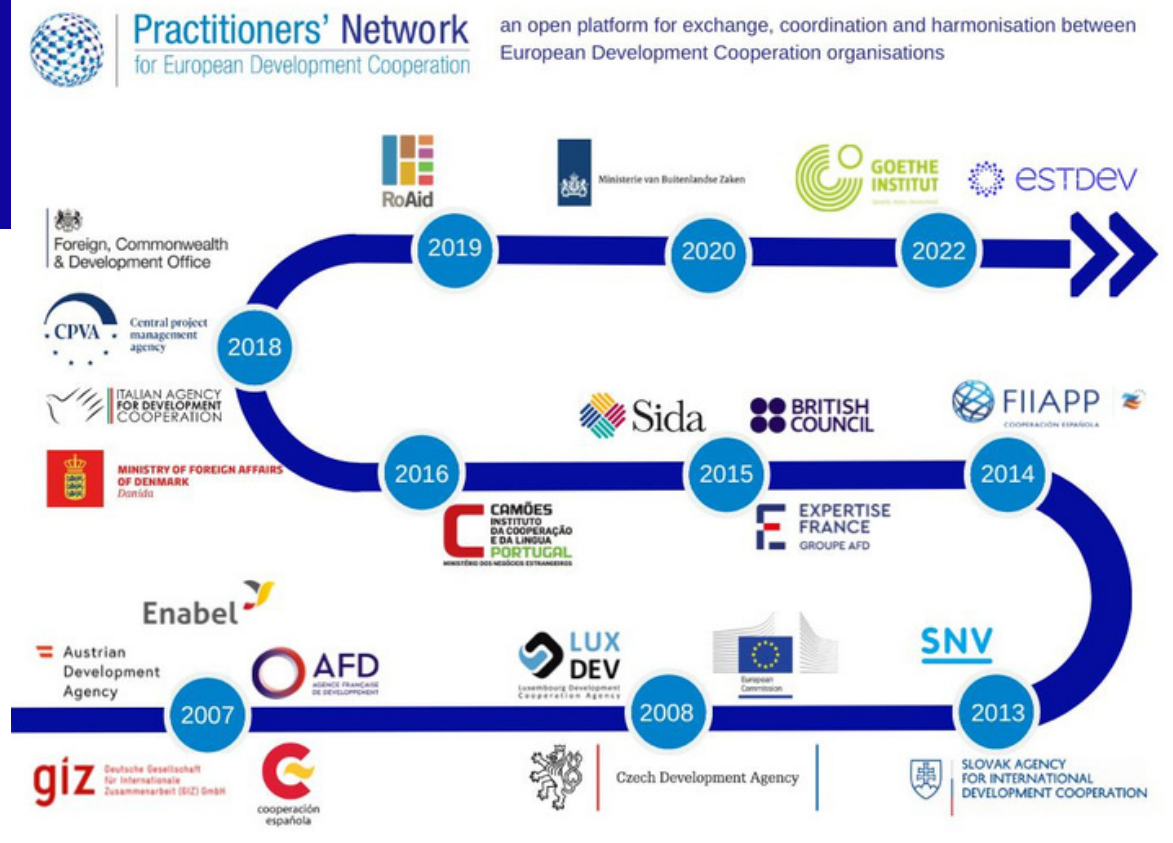 Practitioners' Network
for European Development Cooperation
an open platform for exchange, coordination and harmonisation between
European Development Cooperation organisations
RoAid
Ministerie van Buitenlandse Zaken
GOETHE
INSTITUT
ESTDEV
Foreign, Commonwealth
& Development Office
2019
2020
2022
CPVA
Central project
management
agency
2018
ITALIAN AGENCY
FOR DEVELOPMENT
COOPERATION
Sida
BRITISH
COUNCIL
FIIAPP
COOPERACIÓN ESPAÑOLA
MINISTRY OF FOREIGN AFFAIRS
OF DENMARK
Danida
2016
2015
2014
CAMÕES
INSTITUTO
DA COOPERAÇÃO
E DA LINGUA
PORTUGAL
MINISTÉRIO DOS NEGÓCIOS ESTRANGEIROS
EXPERTISE
FRANCE
GROUPE AFD
Enabel
Austrian
Development
Agency
AFD
AGENCE FRANÇAISE
DE DÉVELOPPEMENT
LUX
DEV
Luxembourg Development
Cooperation Agency
European
Commission
SNV
2007
2008
2013
giz
Deutsche Gesellschaft
für Internationale
Zusammenarbeit (GIZ) GmbH
cooperación
española
Czech Development Agency
SLOVAK AGENCY
FOR INTERNATIONAL
DEVELOPMENT COOPERATION